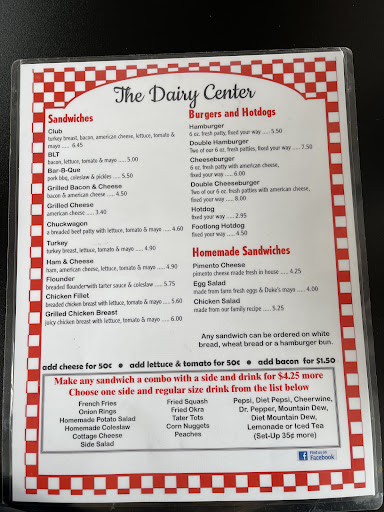 The Dairy Center
Sandwiches
Club
turkey breast, bacon, american cheese, lettuce, tomato &
mayo ..... 6.45
BLT
bacon, lettuce, tomato & mayo ..... 5.00
Bar-B-Que
pork bbq, coleslaw & pickles ..... 5.50
Grilled Bacon & Cheese
bacon & american cheese ..... 4.50
Grilled Cheese
american cheese ..... 3.40
Chuckwagon
a breaded beef patty with lettuce, tomato & mayo ..... 4.60
Turkey
turkey breast, lettuce, tomato & mayo ..... 4.90
Ham & Cheese
ham, american cheese, lettuce, tomato & mayo ..... 4.90
Flounder
breaded flounder with tarter sauce & coleslaw ..... 5.75
Chicken Fillet
breaded chicken breast with lettuce, tomato & mayo ..... 5.60
Grilled Chicken Breast
juicy chicken breast with lettuce, tomato & mayo ..... 6.00
Burgers and Hotdogs
Hamburger
6 oz. fresh patty, fixed your way ..... 5.50
Double Hamburger
Two of our 6 oz. fresh patties, fixed your way ..... 7.50
Cheeseburger
6 oz. fresh patty with american cheese,
fixed your way ..... 6.00
Double Cheeseburger
Two of our 6 oz. fresh patties with american cheese,
fixed your way ..... 8.00
Hotdog
fixed your way ..... 2.95
Footlong Hotdog
fixed your way ..... 4.50
Homemade Sandwiches
Pimento Cheese
pimento cheese made fresh in house ..... 4.25
Egg Salad
made from farm fresh eggs & Duke's mayo ..... 4.00
Chicken Salad
made from our family recipe ..... 5.25
Any sandwich can be ordered on white
bread, wheat bread or a hamburger bun.
add cheese for 50¢ ● add lettuce & tomato for 50¢ ● add bacon for $1.50
Make any sandwich a combo with a side and drink for $4.25 more
Choose one side and regular size drink from the list below
French Fries
Onion Rings
Homemade Potato Salad
Homemade Coleslaw
Cottage Cheese
Side Salad
Fried Squash
Fried Okra
Tater Tots
Corn Nuggets
Peaches
Pepsi, Diet Pepsi, Cheerwine,
Dr. Pepper, Mountain Dew,
Diet Mountain Dew,
Lemonade or Iced Tea
(Set-Up 35¢ more)
f Find us on
Facebook